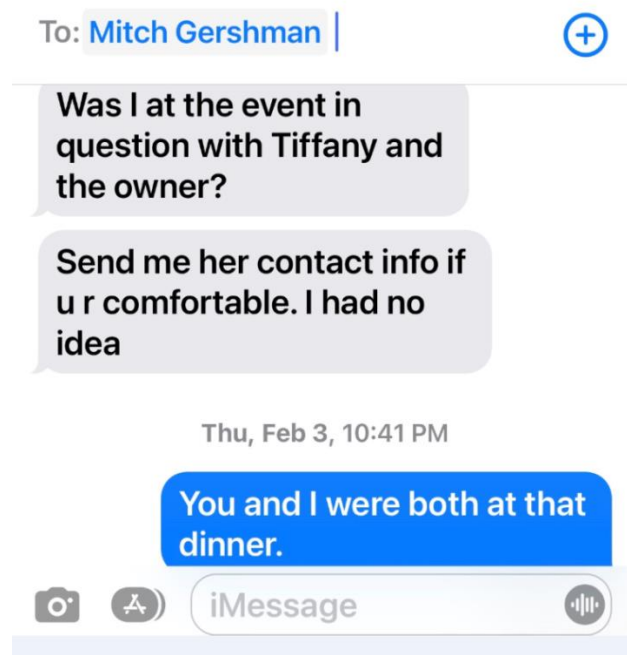 To: Mitch Gershman
Was I at the event in
question with Tiffany and
the owner?
Send me her contact info if
u r comfortable. I had no
idea
Thu, Feb 3, 10:41 PM
You and I were both at that
dinner.
iMessage